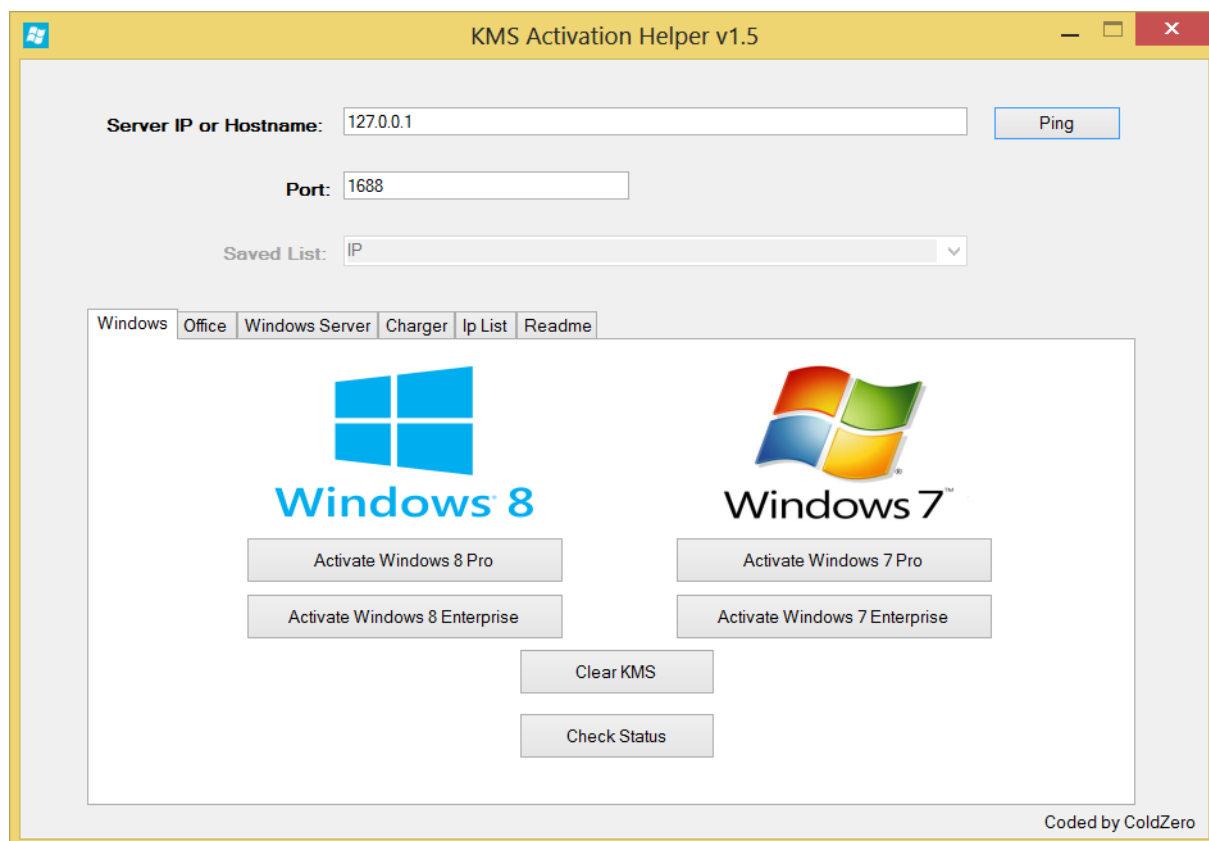 KMS Activation Helper v1.5
Server IP or Hostname: 127.0.0.1 Ping
Port: 1688
Saved List: IP
Windows Office Windows Server Charger Ip List Readme
Windows 8 Windows 7™
Activate Windows 8 Pro Activate Windows 7 Pro
Activate Windows 8 Enterprise Activate Windows 7 Enterprise
Clear KMS
Check Status
Coded by ColdZero